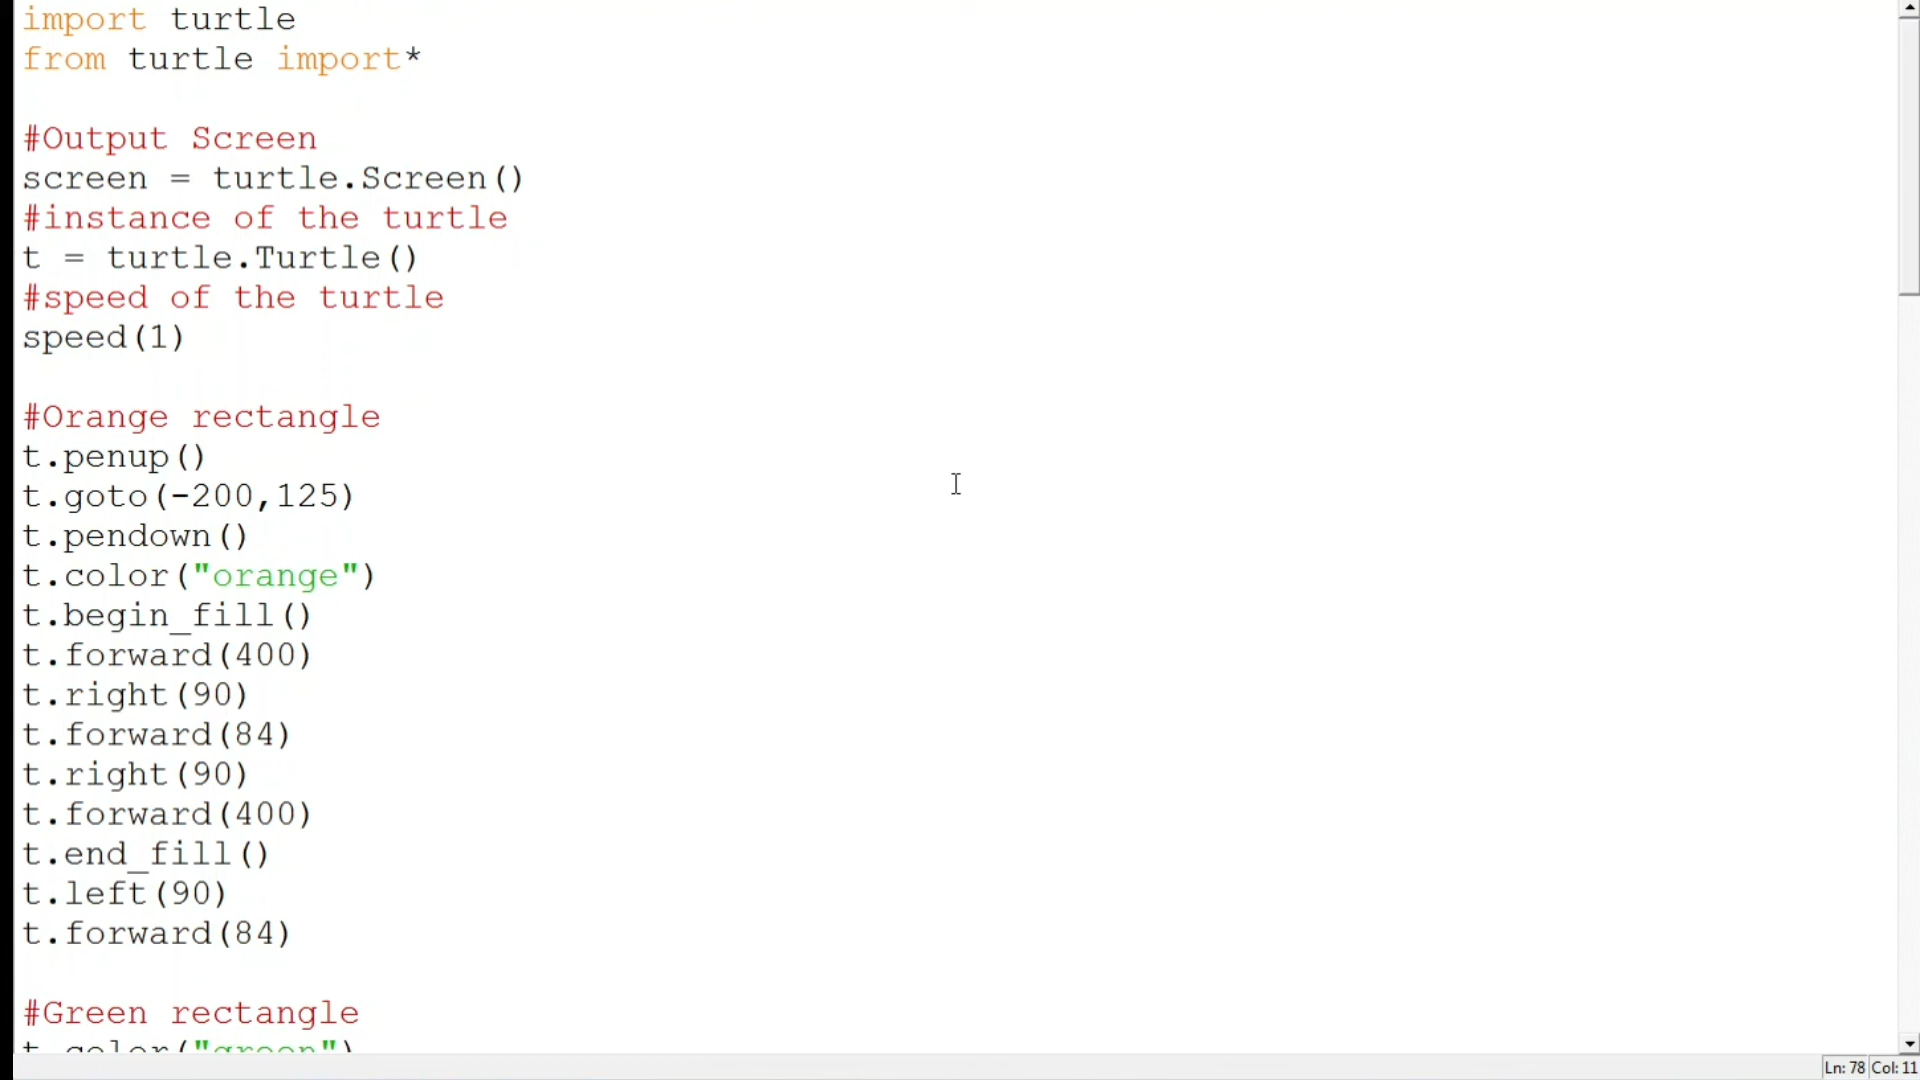 import turtle
from turtle import*
#Output Screen
screen = turtle.Screen()
#instance of the turtle
t = turtle.Turtle()
#speed of the turtle
speed(1)
#Orange rectangle
t.penup()
t.goto(-200,125)
t.pendown()
t.color("orange")
t.begin_fill()
t.forward(400)
t.right(90)
t.forward(84)
t.right(90)
t.forward(400)
t.end_fill()
t.left(90)
t.forward(84)
#Green rectangle
t.color("green")
Ln: 78 Col: 11